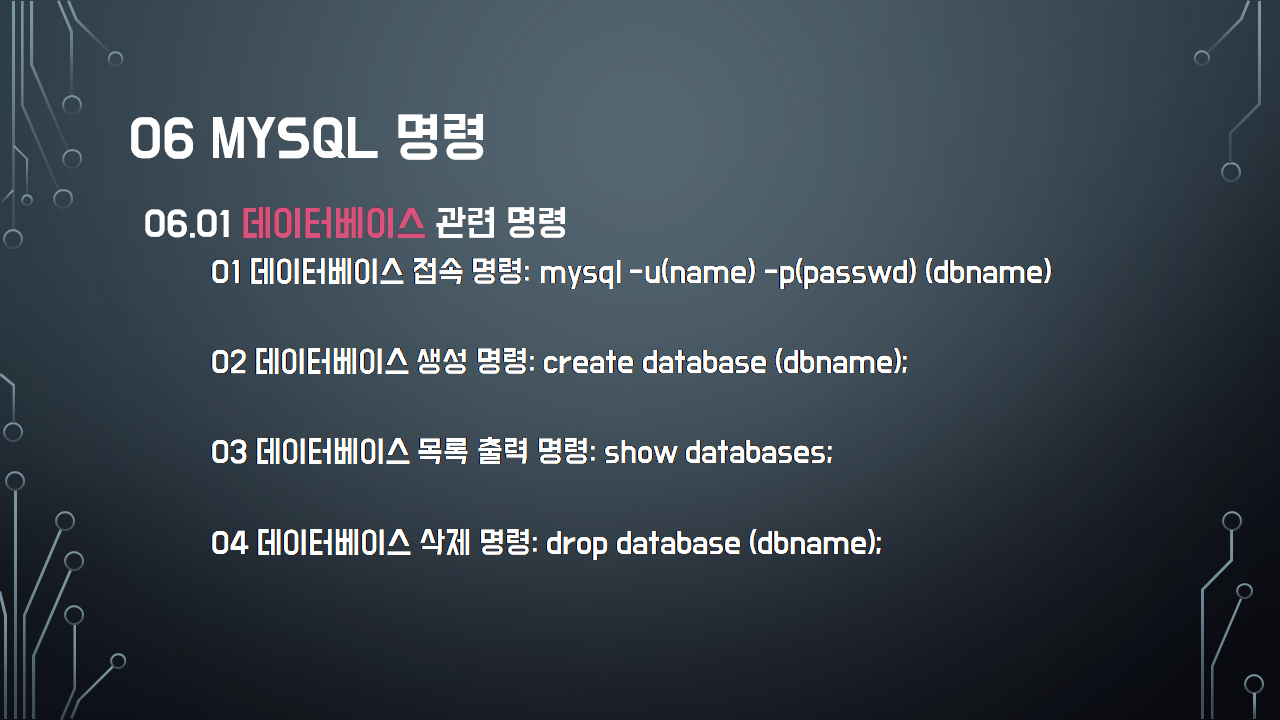 06 MYSQL 명령
06.01 데이터베이스 관련 명령
01 데이터베이스 접속 명령: mysql -u(name) -p(passwd) (dbname)
02 데이터베이스 생성 명령: create database (dbname);
03 데이터베이스 목록 출력 명령: show databases;
04 데이터베이스 삭제 명령: drop database (dbname);